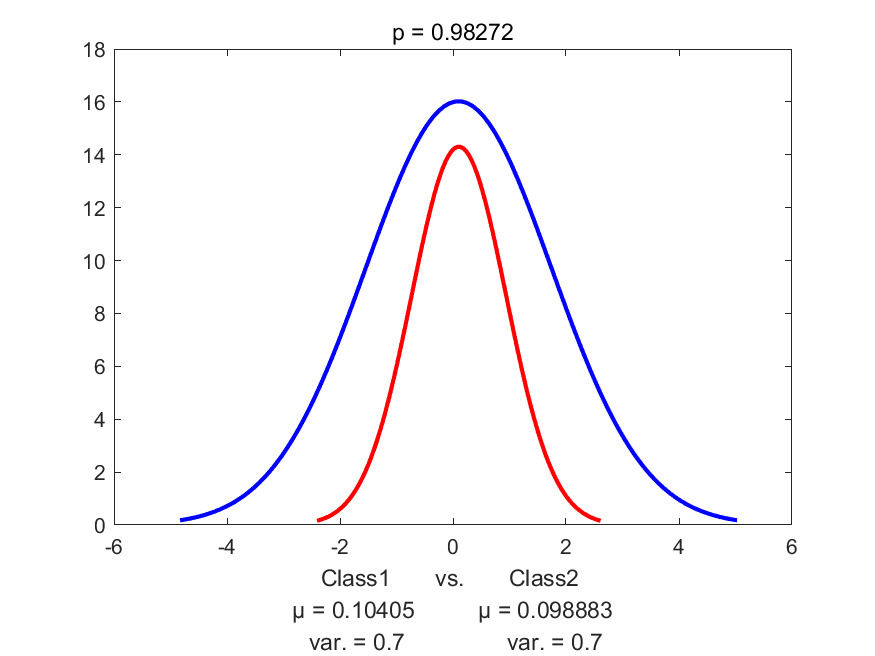 p = 0.98272
18
16
14
12
10
8
6
4
2
0
-6 -4 -2 0 2 4 6
Class1 vs. Class2
μ = 0.10405 μ = 0.098883
var. = 0.7 var. = 0.7